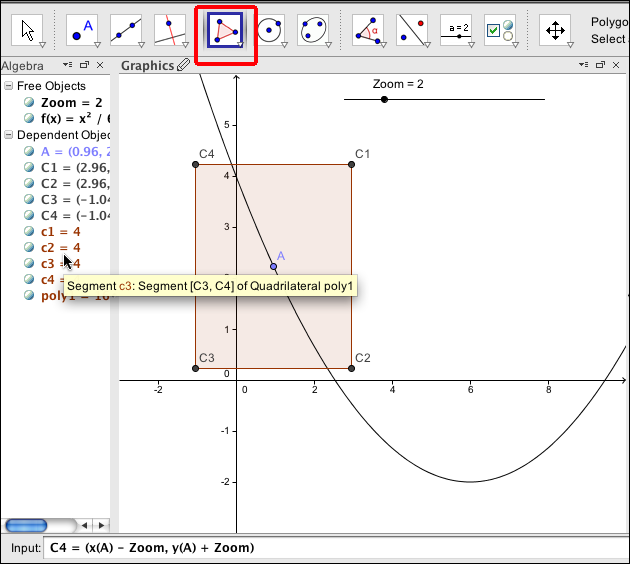 A
α
a = 2
Polygo
Select
Algebra
Graphics
Free Objects
Zoom = 2
f(x) = x² / 6
Dependent Objec
A = (0.96, 2
C1 = (2.96,
C2 = (2.96,
C3 = (-1.04
C4 = (-1.04
c1 = 4
c2 = 4
c3 = 4
c4 =
poly1 = 16
Zoom = 2
5
C4
C1
4
3
A
Segment c3: Segment [C3, C4] of Quadrilateral poly1
1
C3
C2
0
-2
0
2
4
6
8
-1
-2
Input:
C4 = (x(A) – Zoom, y(A) + Zoom)